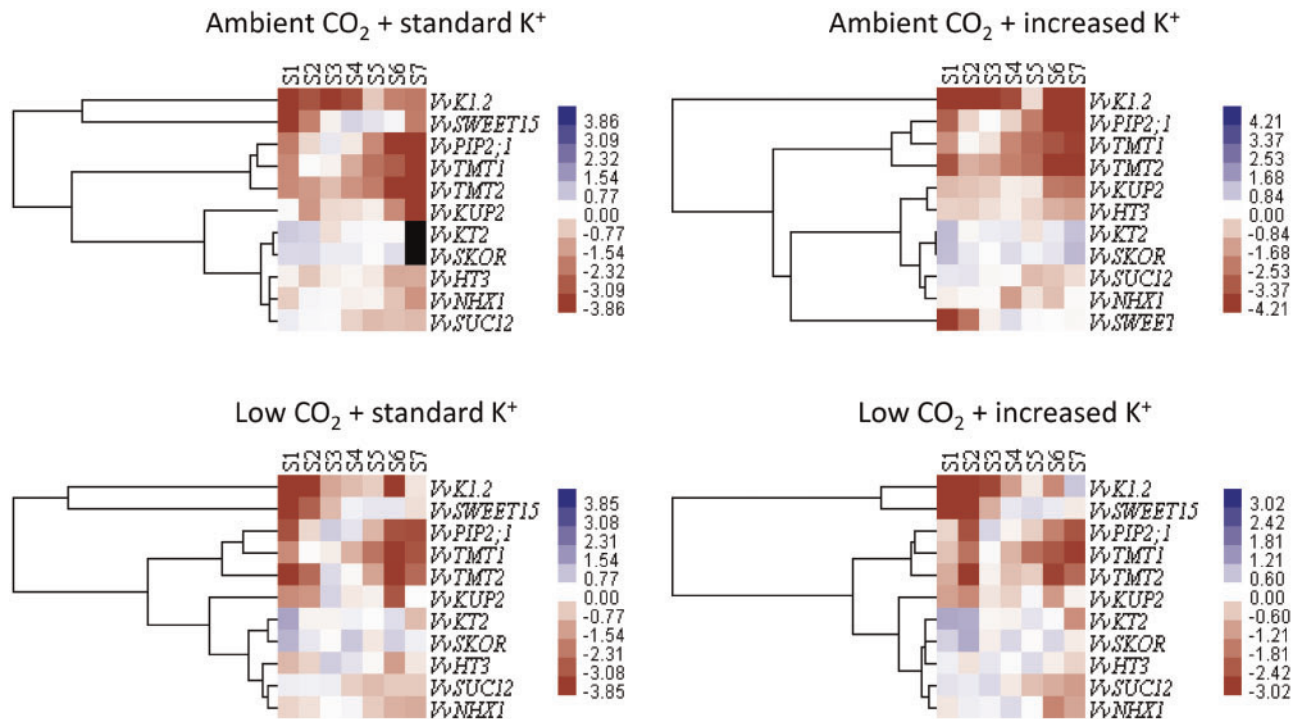 Ambient CO₂ + standard K⁺
S1 S2 S3 S4 S5 S6 S7
VvK1.2
VvSWEET15
VvPIP2;1
VvTMT1
VvTMT2
VvKUP2
VvKT2
VvSKOR
VvHT3
VvNHX1
VvSUC12
3.86
3.09
2.32
1.54
0.77
0.00
-0.77
-1.54
-2.32
-3.09
-3.86
Ambient CO₂ + increased K⁺
S1 S2 S3 S4 S5 S6 S7
VvK1.2
VvPIP2;1
VvTMT1
VvTMT2
VvKUP2
VvHT3
VvKT2
VvSKOR
VvSUC12
VvNHX1
VvSWEET
4.21
3.37
2.53
1.68
0.84
0.00
-0.84
-1.68
-2.53
-3.37
-4.21
Low CO₂ + standard K⁺
S1 S2 S3 S4 S5 S6 S7
VvK1.2
VvSWEET15
VvPIP2;1
VvTMT1
VvTMT2
VvKUP2
VvKT2
VvSKOR
VvHT3
VvSUC12
VvNHX1
3.85
3.08
2.31
1.54
0.77
0.00
-0.77
-1.54
-2.31
-3.08
-3.85
Low CO₂ + increased K⁺
S1 S2 S3 S4 S5 S6 S7
VvK1.2
VvSWEET15
VvPIP2;1
VvTMT1
VvTMT2
VvKUP2
VvKT2
VvSKOR
VvHT3
VvSUC12
VvNHX1
3.02
2.42
1.81
1.21
0.60
0.00
-0.60
-1.21
-1.81
-2.42
-3.02